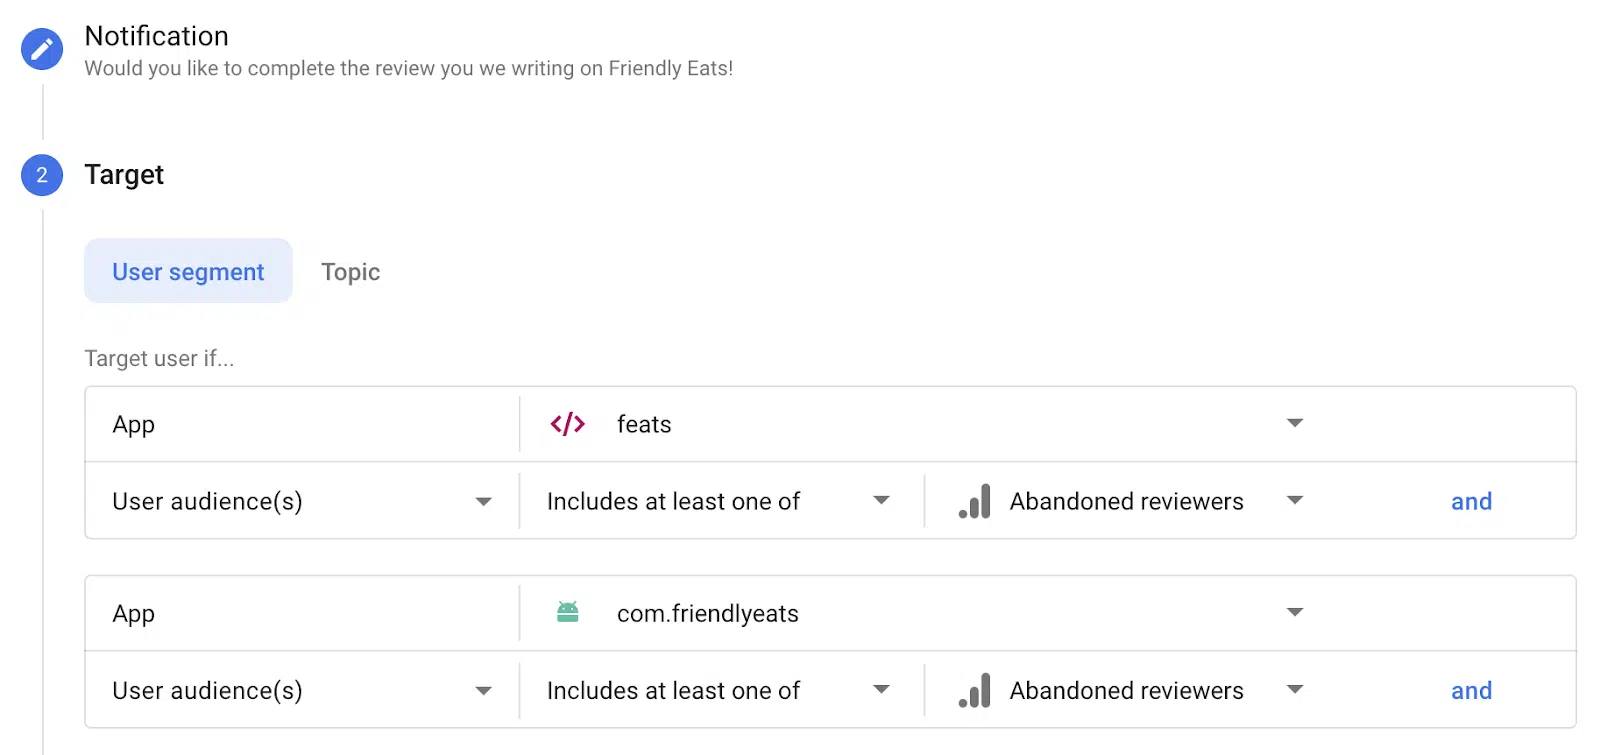 Notification
Would you like to complete the review you we writing on Friendly Eats!
2 Target
User segment Topic
Target user if...
App </> feats
User audience(s) Includes at least one of Abandoned reviewers and
App com.friendlyeats
User audience(s) Includes at least one of Abandoned reviewers and